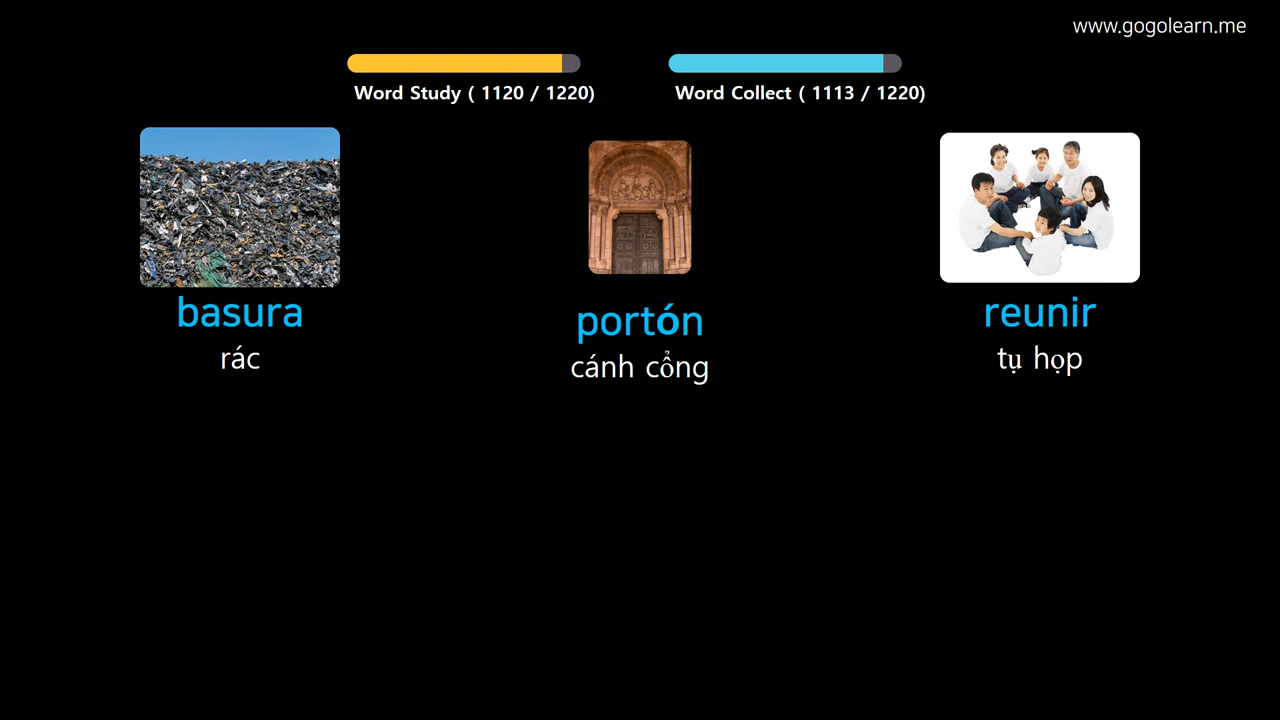 www.gogolearn.me
Word Study ( 1120 / 1220)
Word Collect ( 1113 / 1220)
basura
rác
portón
cánh cổng
reunir
tụ họp